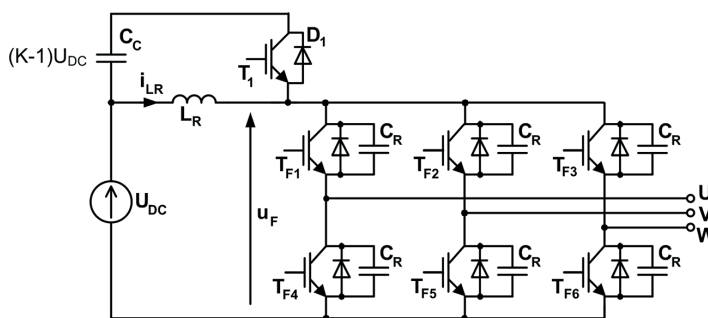 C_C
D_1
(K-1)U_DC
T_1
i_LR
L_R
C_R
C_R
C_R
T_F1
T_F2
T_F3
U_DC
u_F
U
V
W
C_R
C_R
C_R
T_F4
T_F5
T_F6